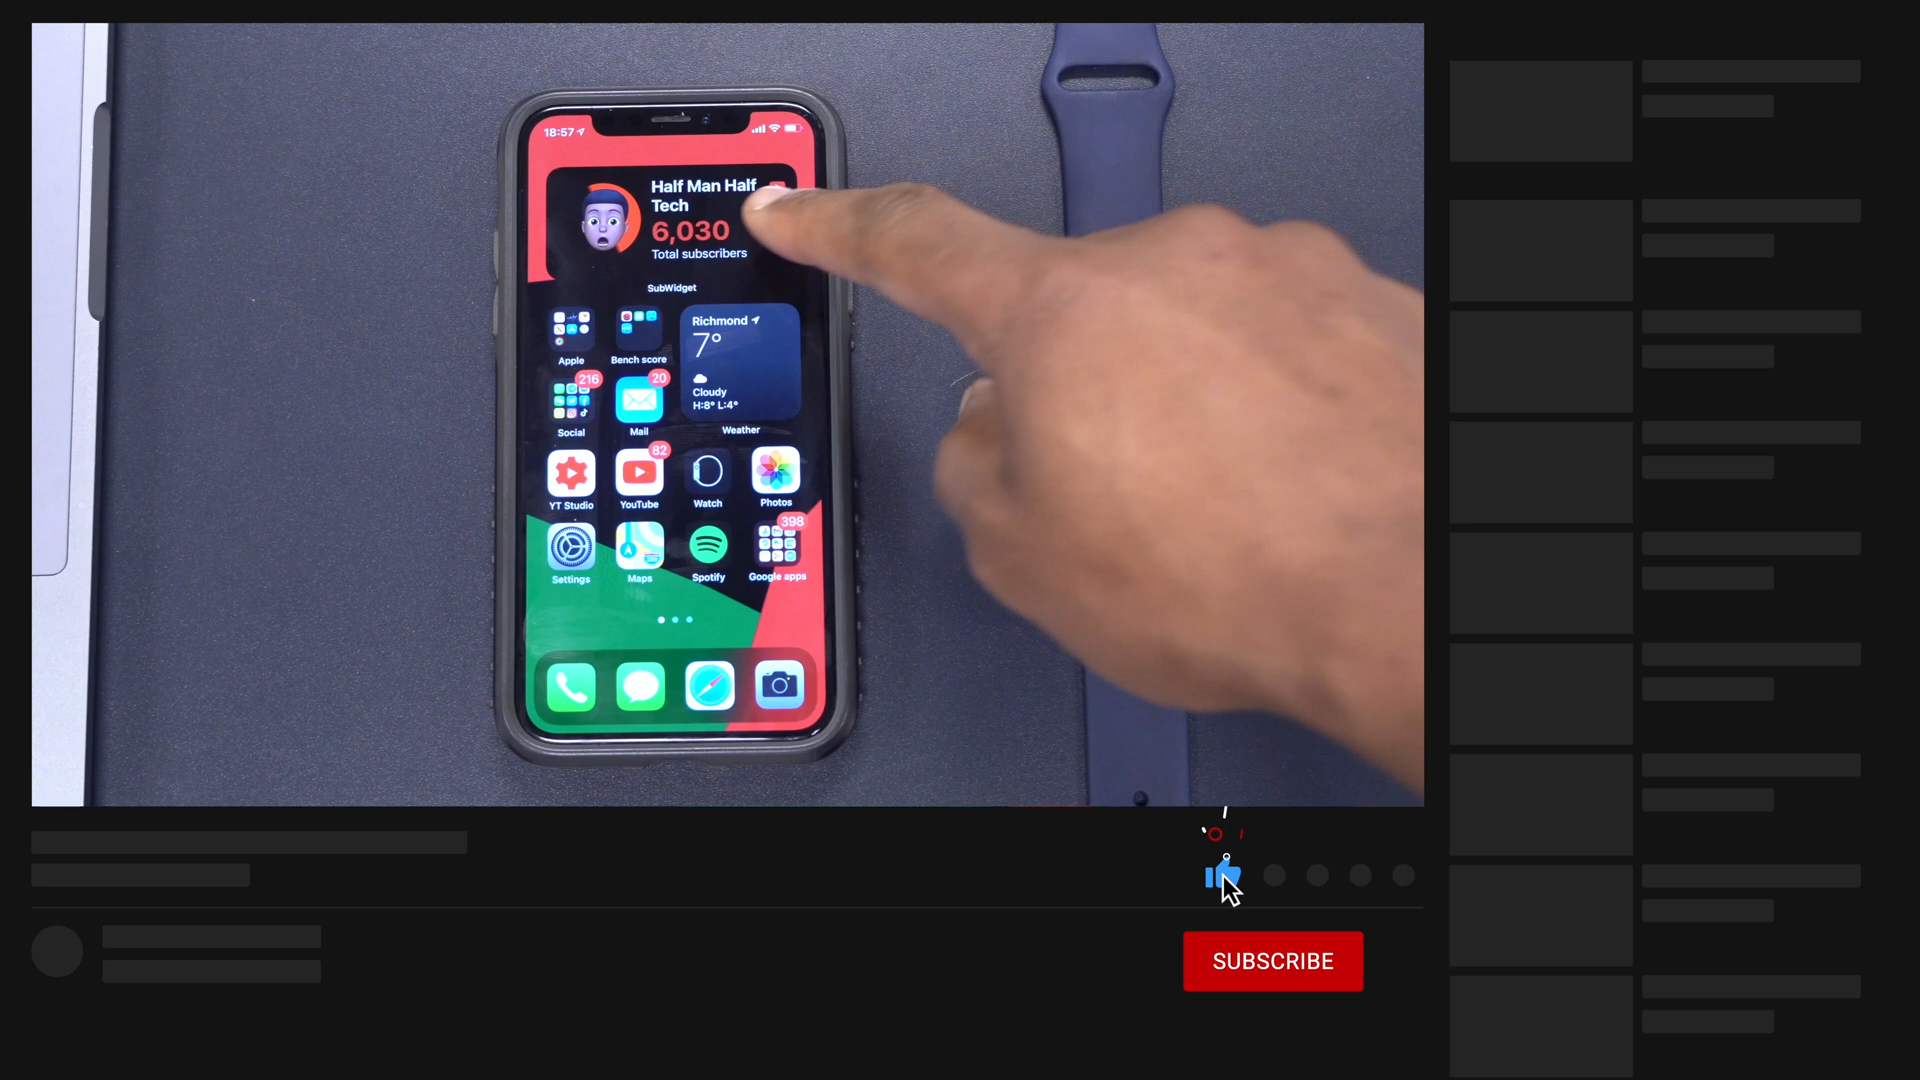 18:57
Half Man Half
Tech
6,030
Total subscribers
SubWidget
Richmond
7°
Cloudy
H:8° L:4°
Weather
Apple
Bench score
216
20
Social
Mail
82
YT Studio
YouTube
Watch
Photos
398
Settings
Maps
Spotify
Google apps
SUBSCRIBE